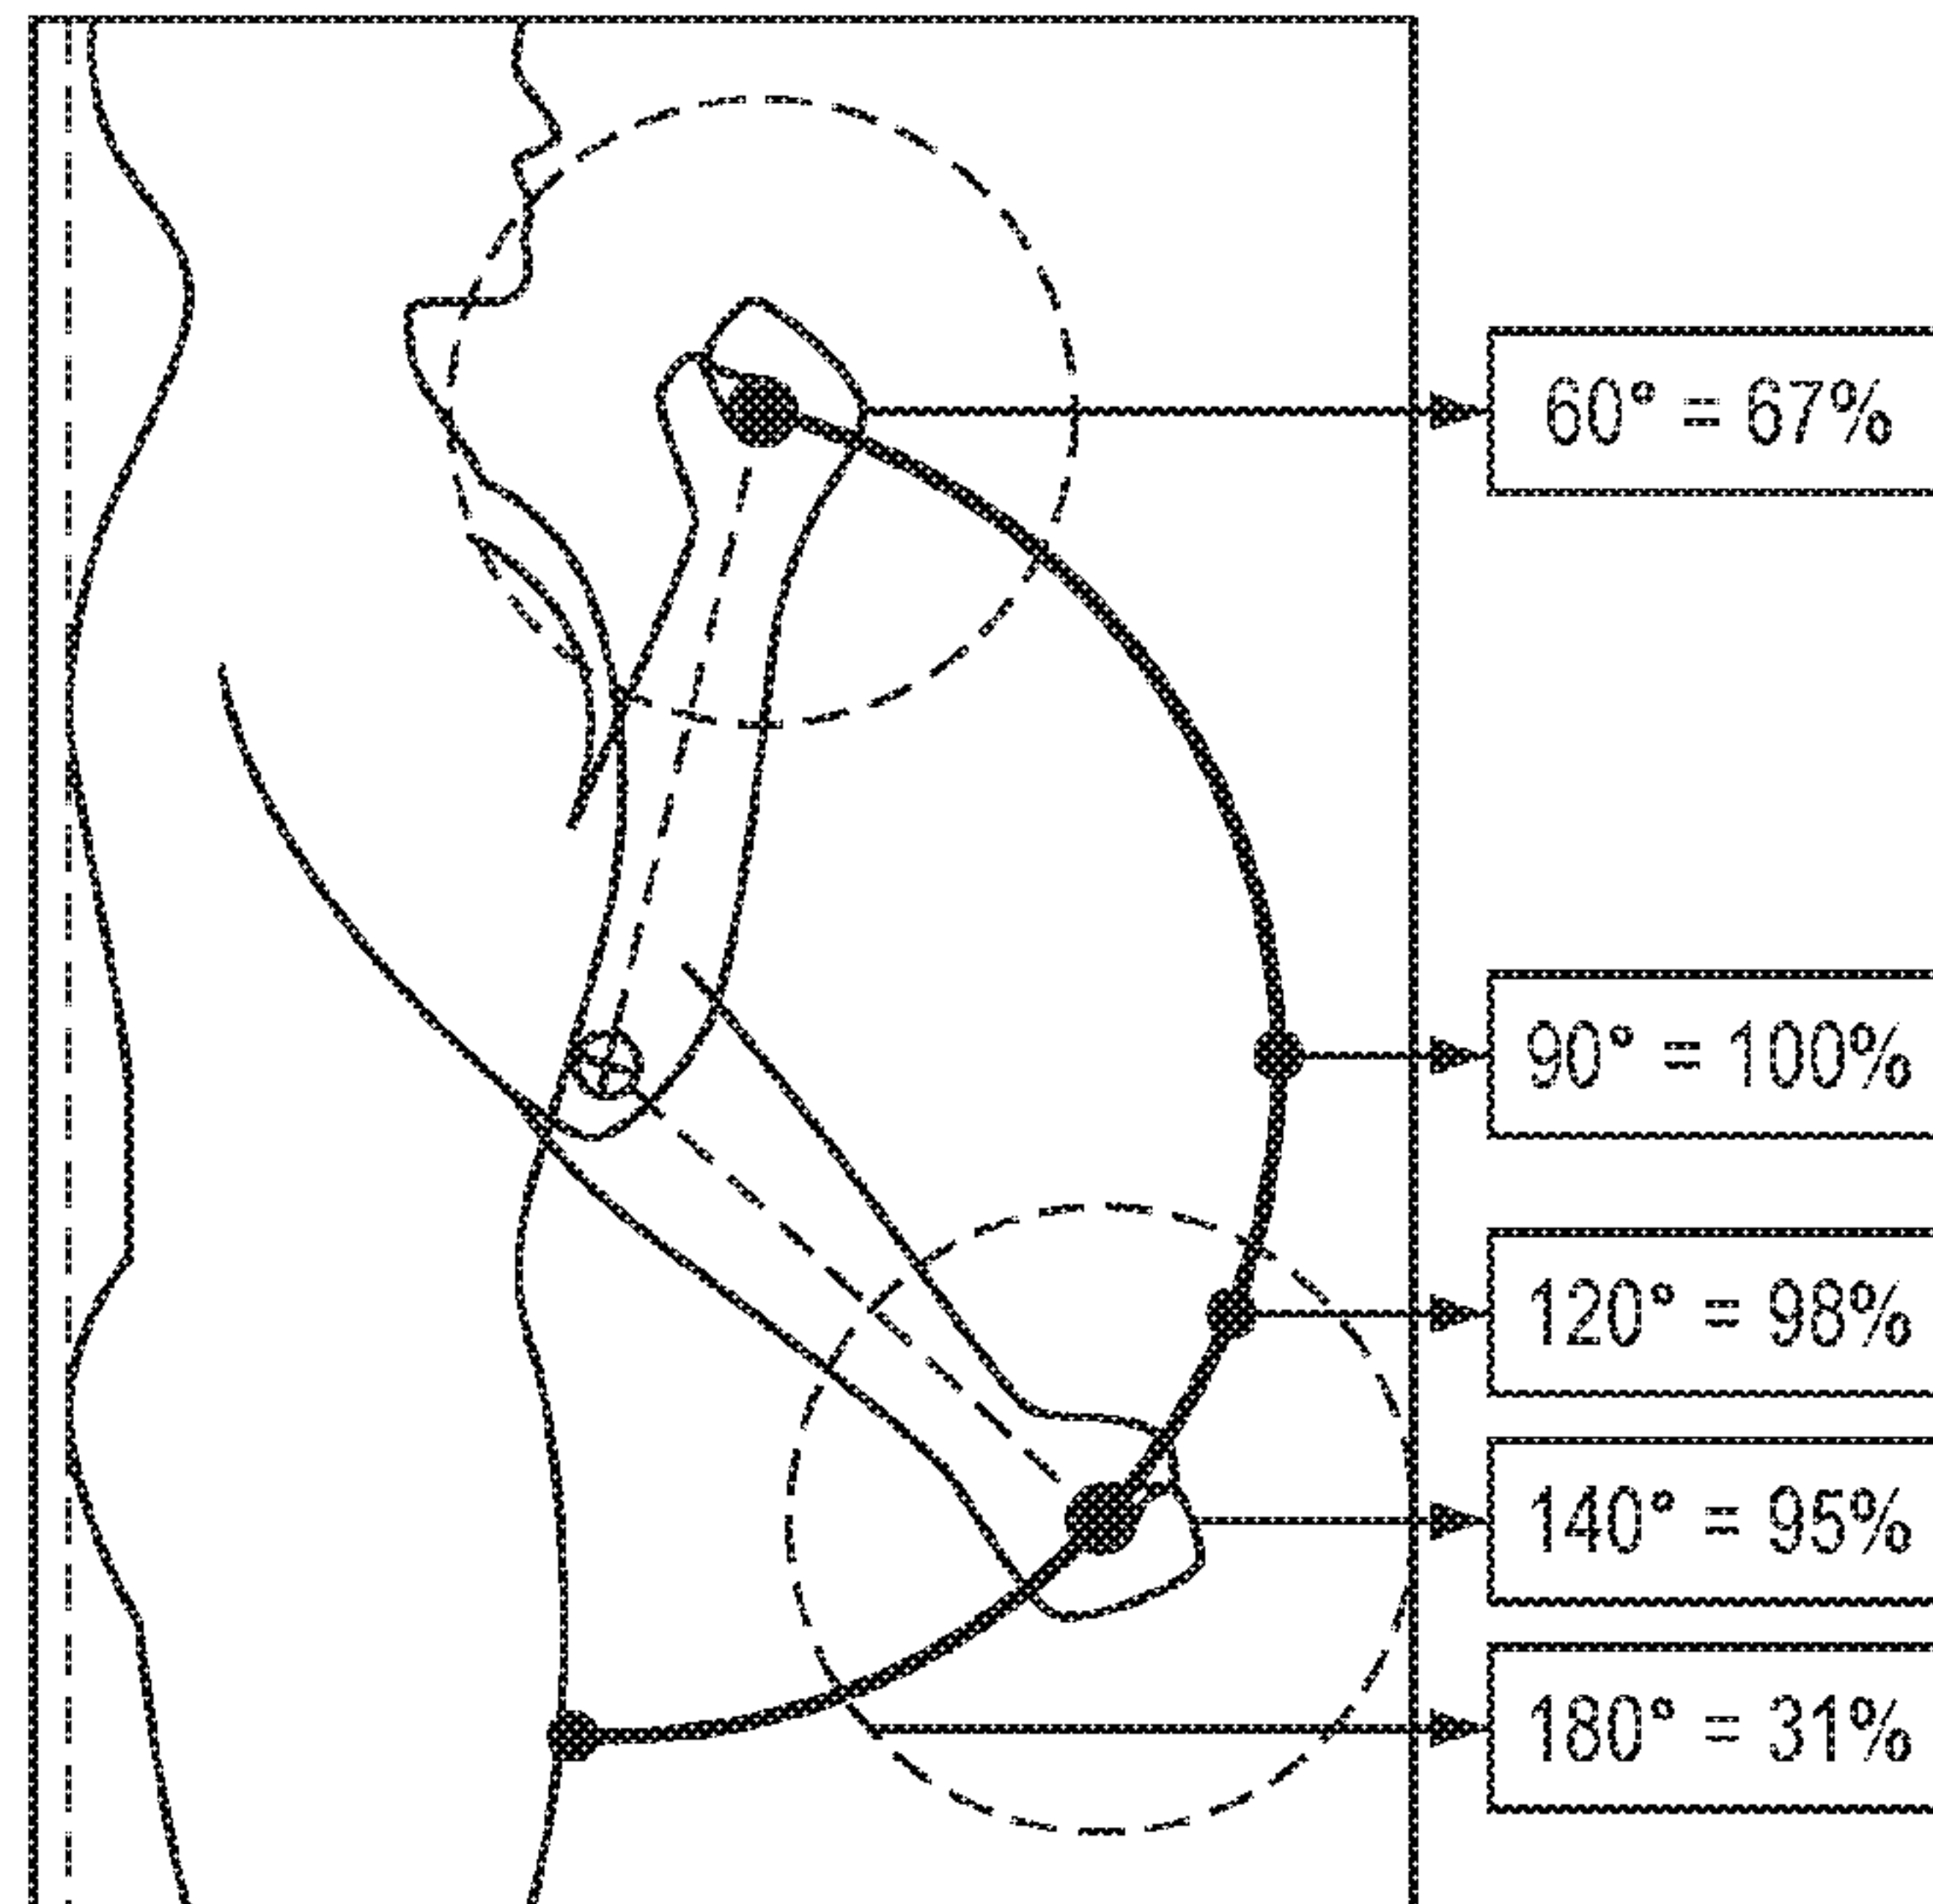 60° = 67%
90° = 100%
120° = 98%
140° = 95%
180° = 31%